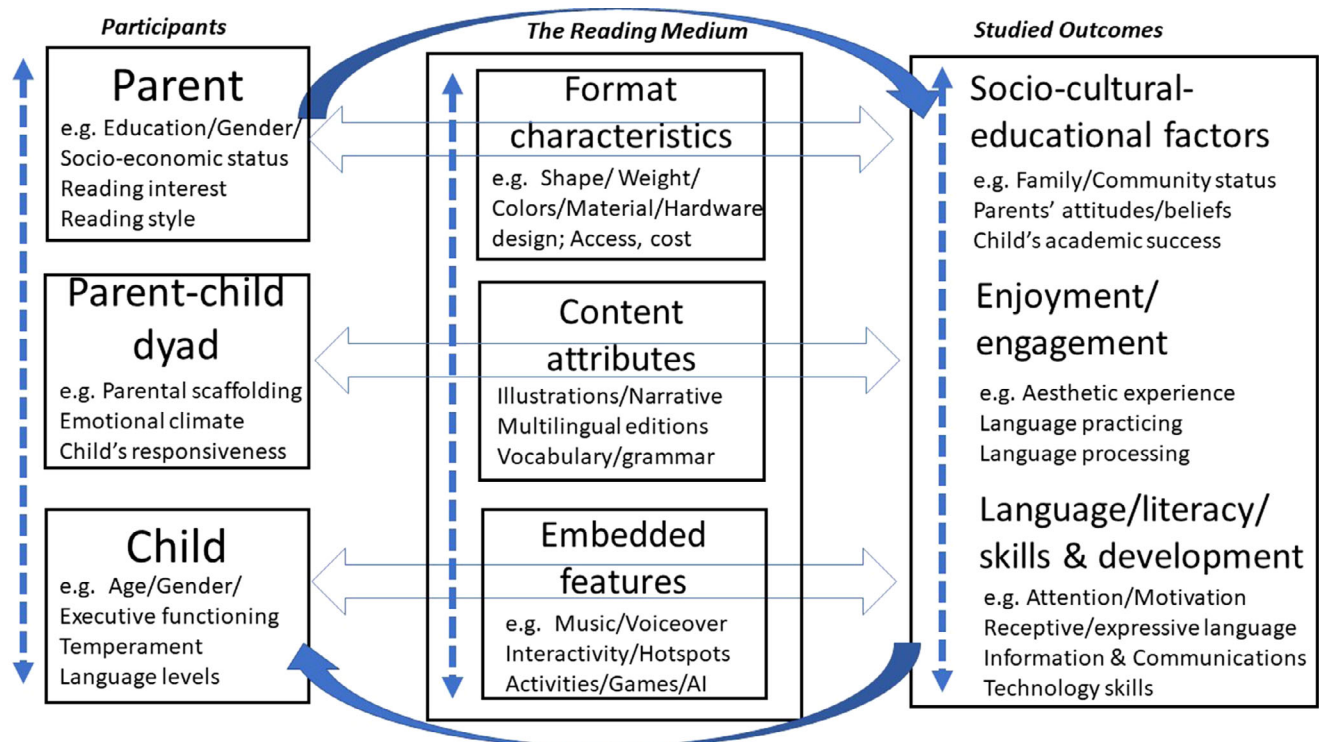 Participants
Parent
e.g. Education/Gender/
Socio-economic status
Reading interest
Reading style
Parent-child
dyad
e.g. Parental scaffolding
Emotional climate
Child's responsiveness
Child
e.g. Age/Gender/
Executive functioning
Temperament
Language levels
The Reading Medium
Format
characteristics
e.g. Shape/ Weight/
Colors/Material/Hardware
design; Access, cost
Content
attributes
Illustrations/Narrative
Multilingual editions
Vocabulary/grammar
Embedded
features
e.g. Music/Voiceover
Interactivity/Hotspots
Activities/Games/AI
Studied Outcomes
Socio-cultural-
educational factors
e.g. Family/Community status
Parents' attitudes/beliefs
Child's academic success
Enjoyment/
engagement
e.g. Aesthetic experience
Language practicing
Language processing
Language/literacy/
skills & development
e.g. Attention/Motivation
Receptive/expressive language
Information & Communications
Technology skills